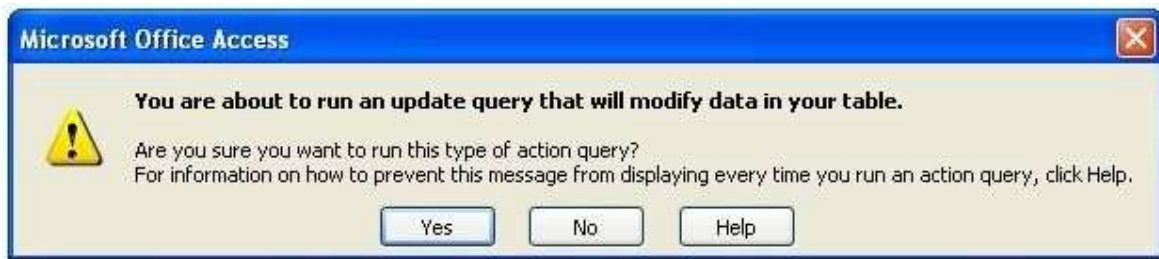 Microsoft Office Access
You are about to run an update query that will modify data in your table.
Are you sure you want to run this type of action query?
For information on how to prevent this message from displaying every time you run an action query, click Help.
Yes No Help